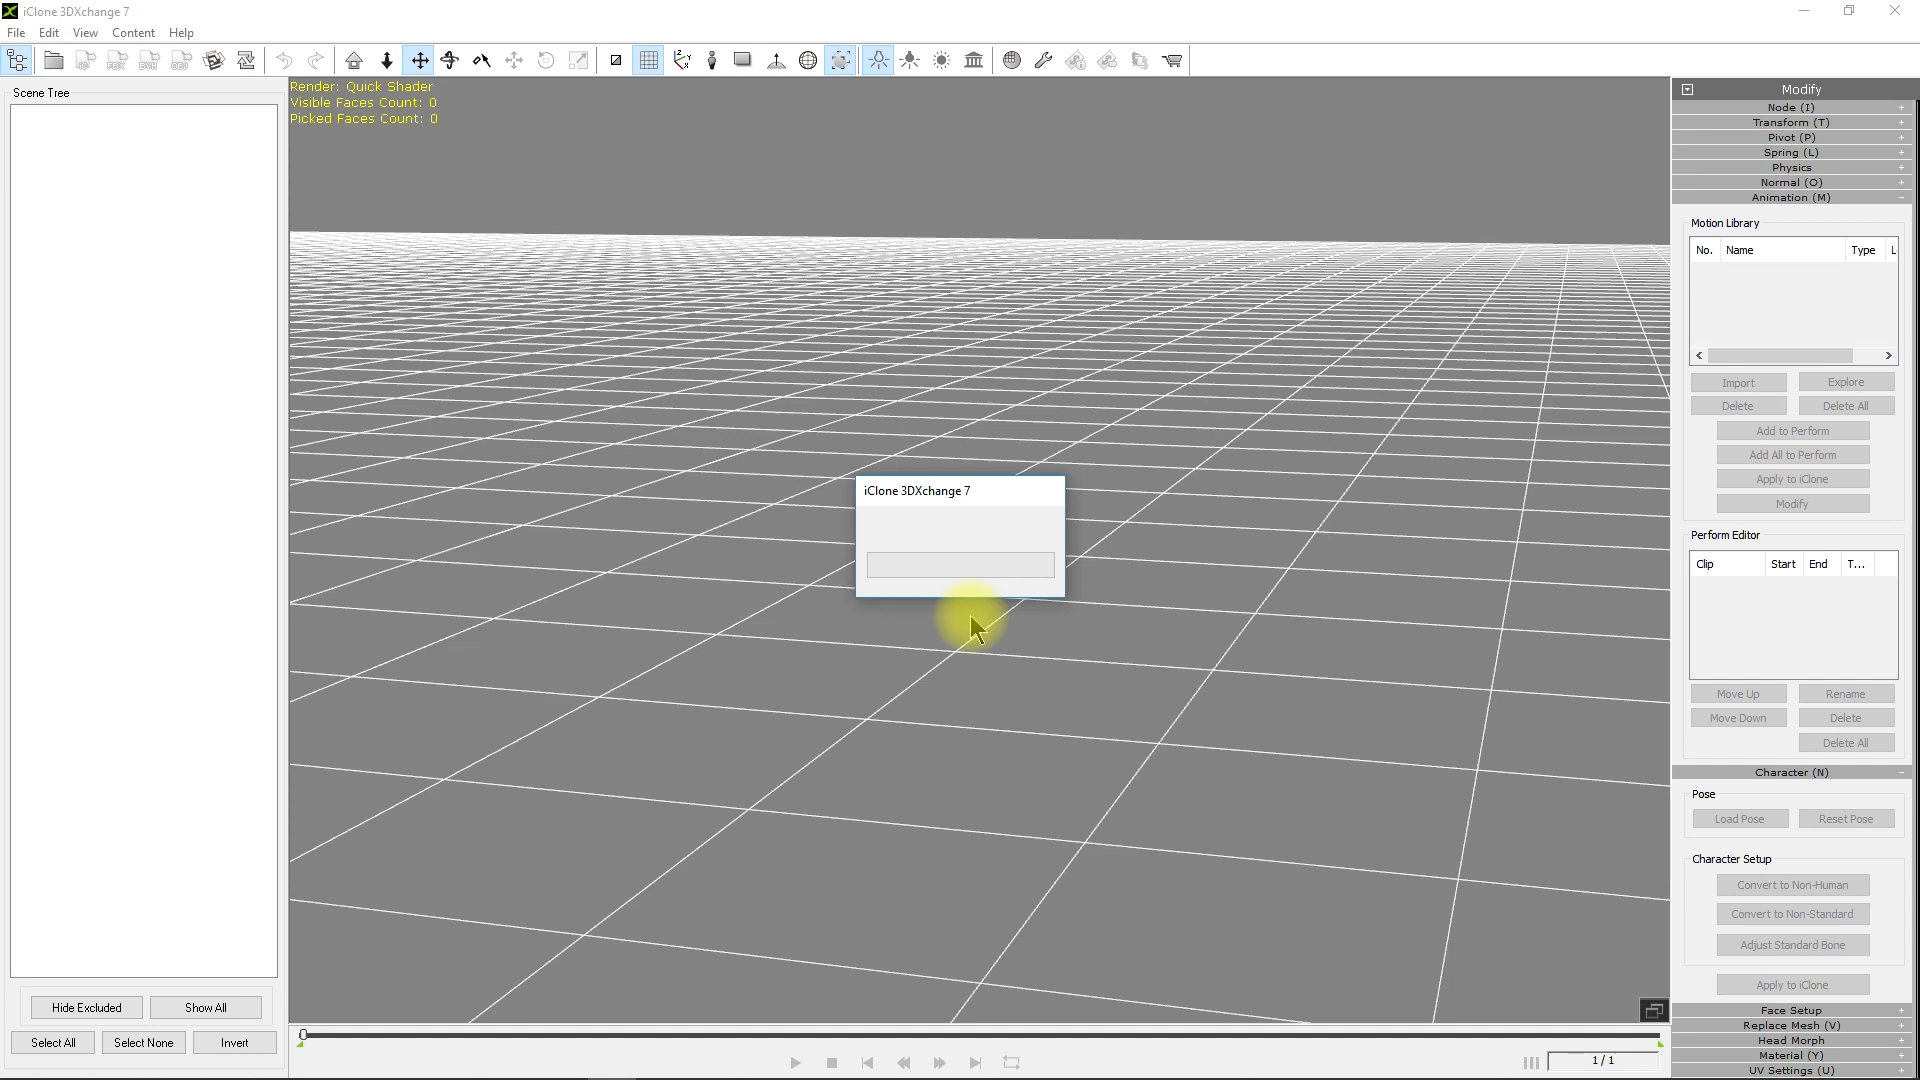 iClone 3DXchange 7
File Edit View Content Help
Scene Tree
Render: Quick Shader
Visible Faces Count: 0
Picked Faces Count: 0
iClone 3DXchange 7
Hide Excluded Show All
Select All Select None Invert
1 / 1
Modify
Node (I) +
Transform (T) +
Pivot (P) +
Spring (L) +
Physics +
Normal (O) +
Animation (M) -
Motion Library
No. Name Type L
Import Explore
Delete Delete All
Add to Perform
Add All to Perform
Apply to iClone
Modify
Perform Editor
Clip Start End T...
Move Up Rename
Move Down Delete
Delete All
Character (N) -
Pose
Load Pose Reset Pose
Character Setup
Convert to Non-Human
Convert to Non-Standard
Adjust Standard Bone
Apply to iClone
Face Setup +
Replace Mesh (V) +
Head Morph +
Material (Y) +
UV Settings (U) +